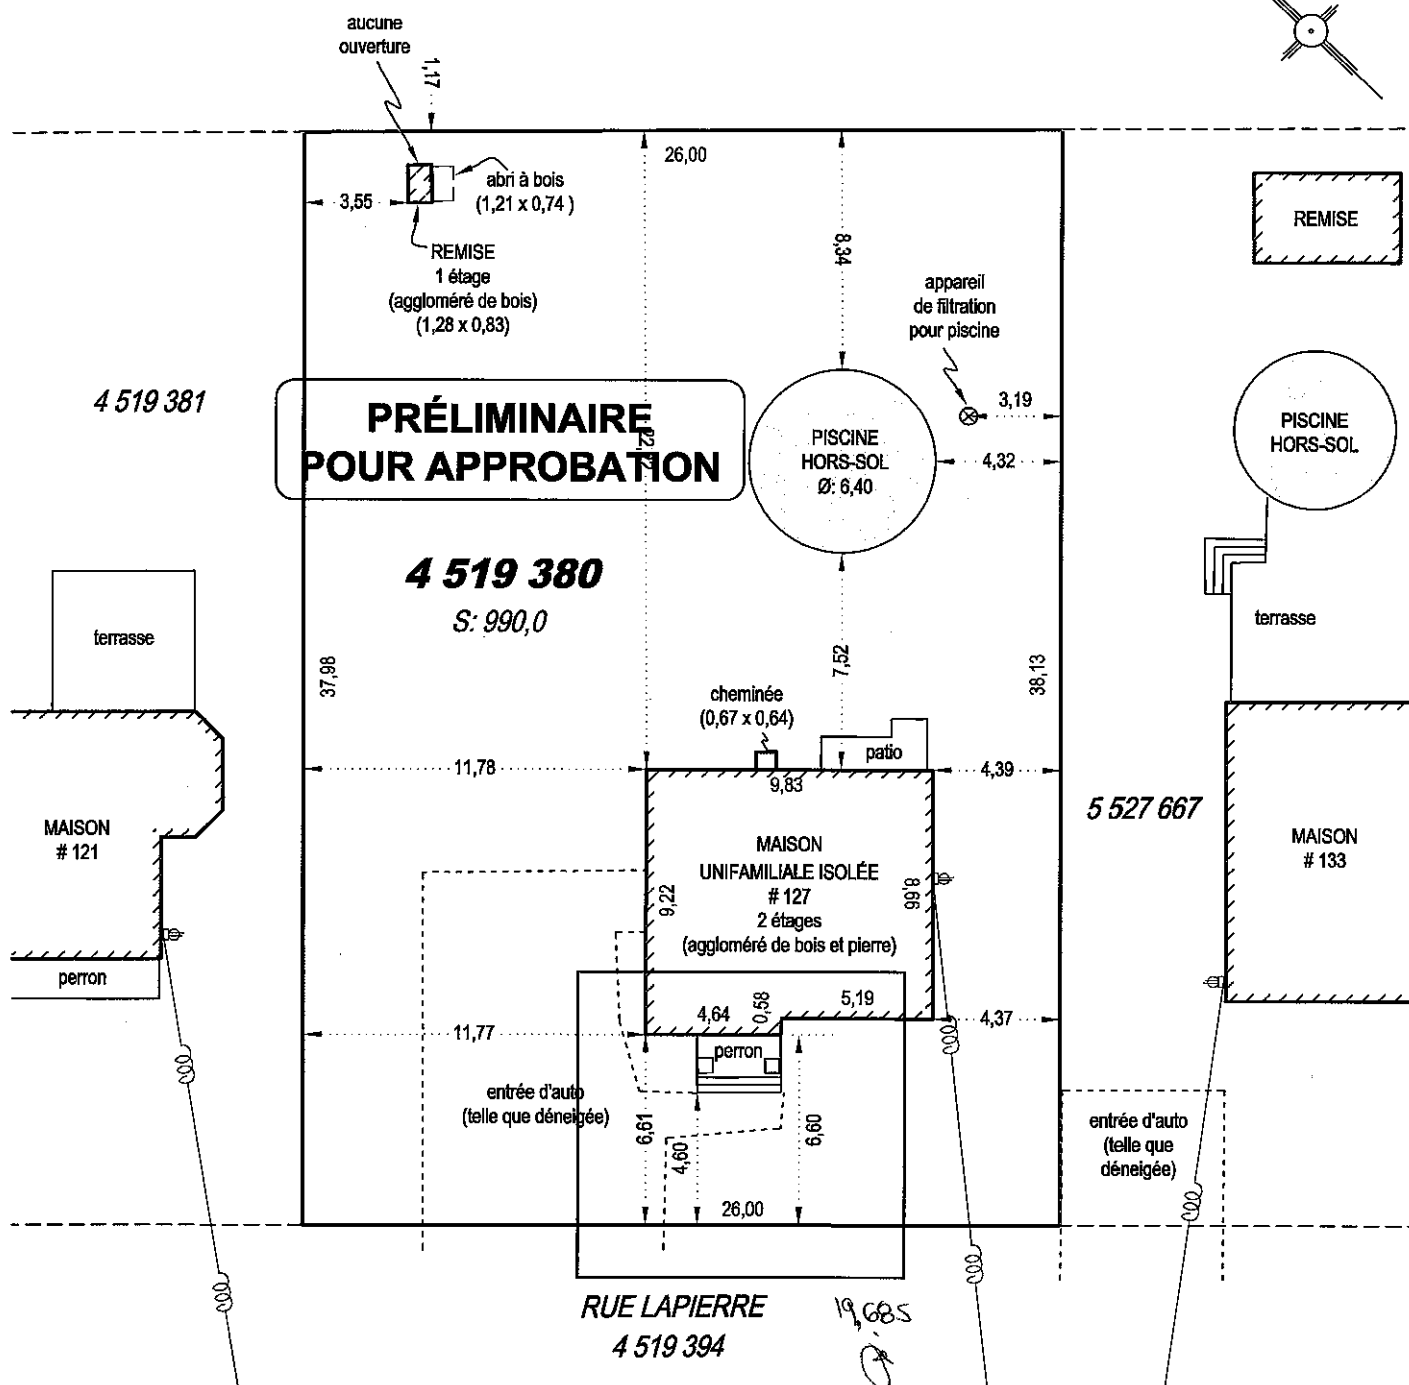 aucune
ouverture
1,17
26,00
abri à bois
(1,21 x 0,74 )
3,55
REMISE
1 étage
(aggloméré de bois)
(1,28 x 0,83)
8,34
appareil
de filtration
pour piscine
REMISE
4 519 381
PRÉLIMINAIRE
POUR APPROBATION
3,19
PISCINE
HORS-SOL
Ø: 6,40
4,32
PISCINE
HORS-SOL
4 519 380
S: 990,0
terrasse
terrasse
37,98
7,52
38,13
cheminée
(0,67 x 0,64)
patio
11,78
9,83
4,39
5 527 667
MAISON
# 121
MAISON
UNIFAMILIALE ISOLÉE
# 127
2 étages
(aggloméré de bois et pierre)
9,22
8,66
MAISON
# 133
perron
4,64
0,58
5,19
11,77
4,37
perron
entrée d'auto
(telle que déneigée)
6,61
4,60
6,60
entrée d'auto
(telle que
déneigée)
26,00
RUE LAPIERRE
4 519 394
19,685